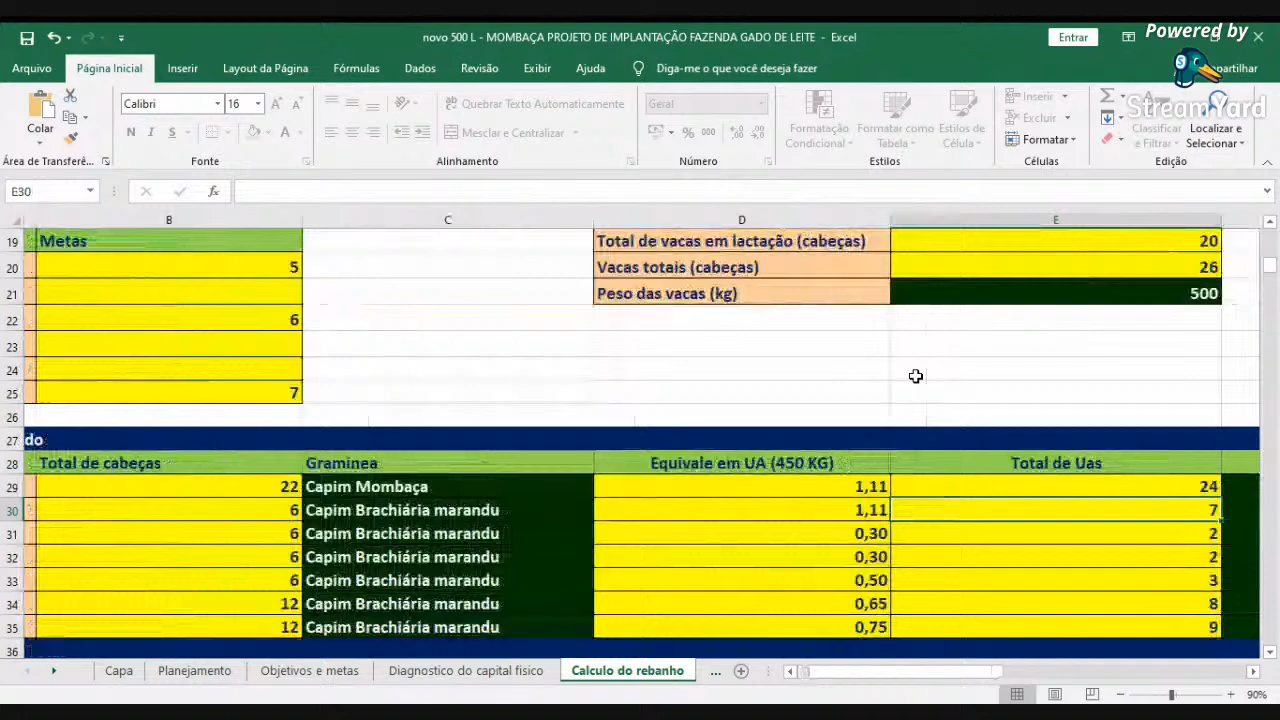 Powered by
StreamYard
novo 500 L - MOMBAÇA PROJETO DE IMPLANTAÇÃO FAZENDA GADO DE LEITE - Excel
Entrar
Arquivo Página Inicial Inserir Layout da Página Fórmulas Dados Revisão Exibir Ajuda Diga-me o que você deseja fazer
Colar
Calibri 16
N I S
Quebrar Texto Automaticamente
Mesclar e Centralizar
Geral
% 000
Formatação Condicional
Formatar como Tabela
Estilos de Célula
Inserir
Excluir
Formatar
Classificar e Filtrar
Localizar e Selecionar
Área de Transferê... Fonte Alinhamento Número Estilos Células Edição
E30 fx
B C D E
19 Metas Total de vacas em lactação (cabeças) 20
20 5 Vacas totais (cabeças) 26
21 Peso das vacas (kg) 500
22 6
23
24
25 7
26
27 do
28 Total de cabeças Graminea Equivale em UA (450 KG) Total de Uas
29 22 Capim Mombaça 1,11 24
30 6 Capim Brachiária marandu 1,11 7
31 6 Capim Brachiária marandu 0,30 2
32 6 Capim Brachiária marandu 0,30 2
33 6 Capim Brachiária marandu 0,50 3
34 12 Capim Brachiária marandu 0,65 8
35 12 Capim Brachiária marandu 0,75 9
36
Capa Planejamento Objetivos e metas Diagnostico do capital fisico Calculo do rebanho ...
90%